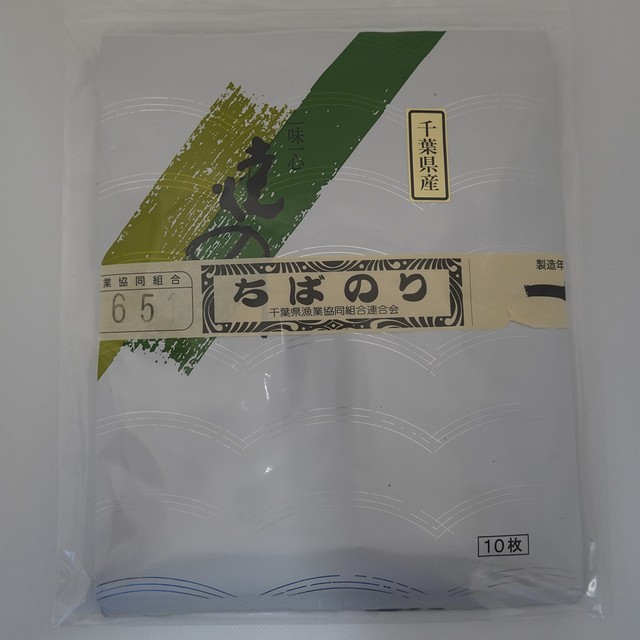 一味一心
千葉県産
業協同組合
651
ちばのり
千葉県漁業協同組合連合会
製造年
10枚